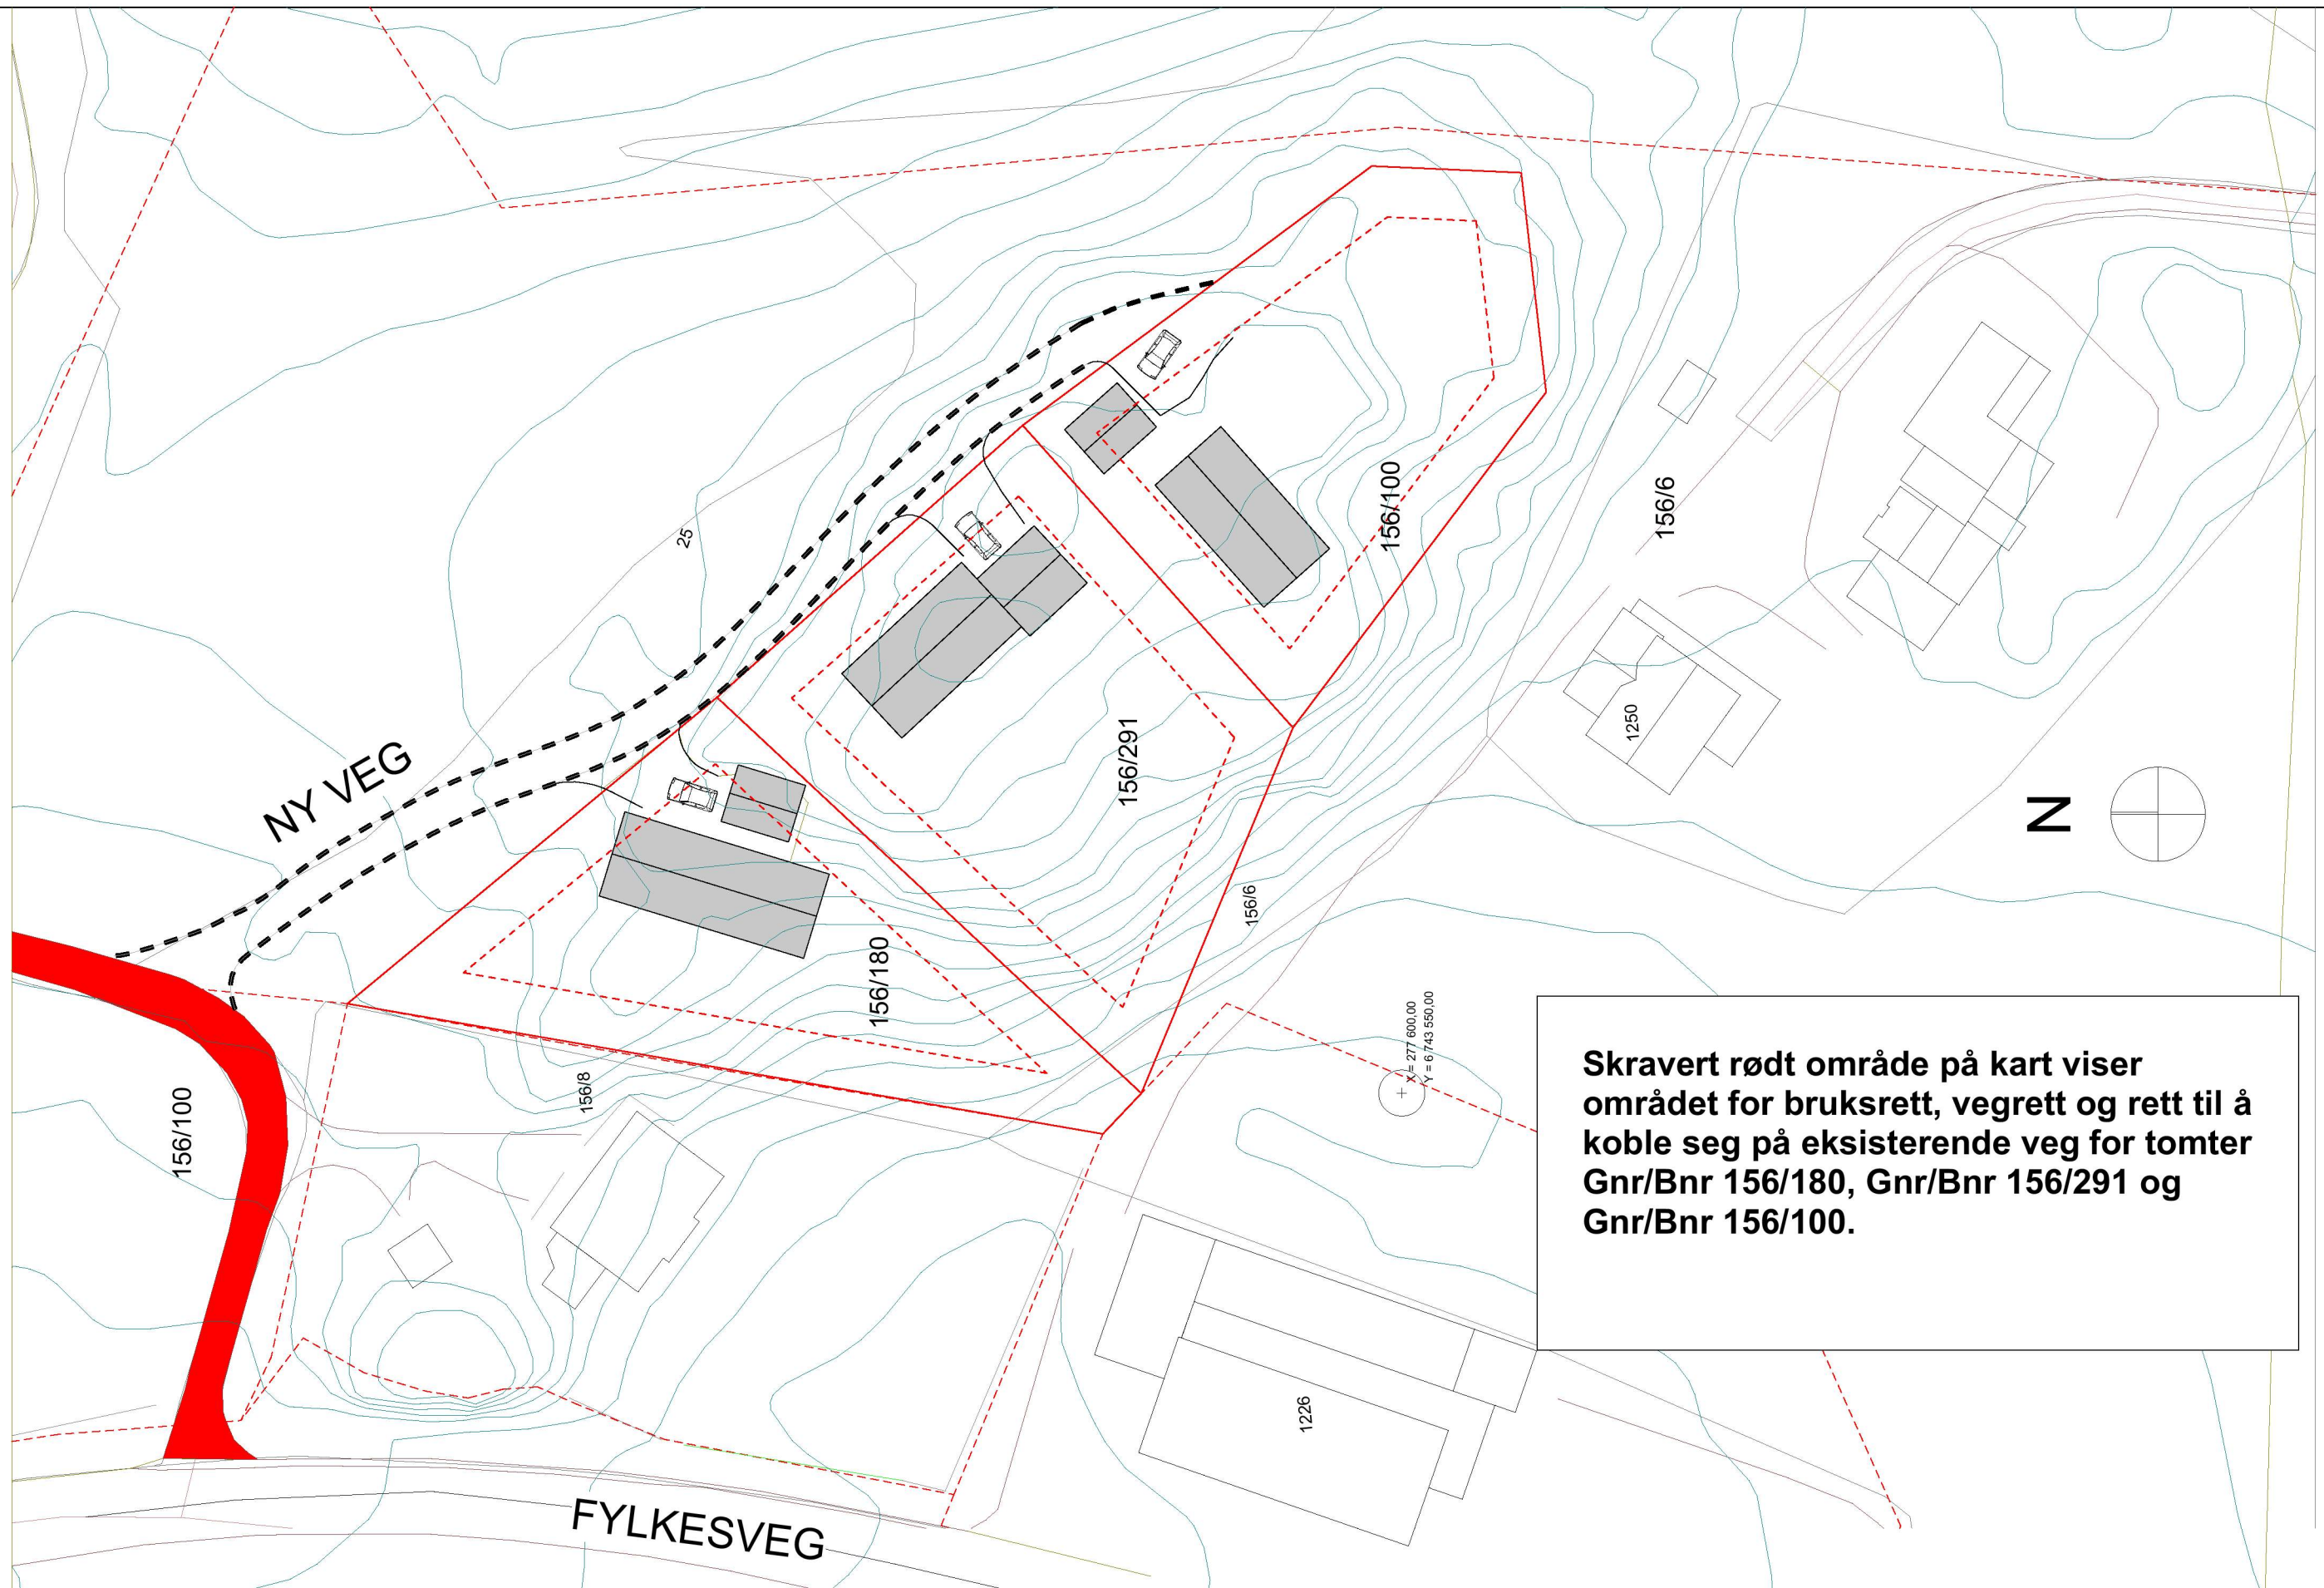 25
156/100
156/6
NY VEG
1250
156/291
N
156/6
156/180
X = 277 600,00
Y = 6 743 550,00
156/8
156/100
Skravert rødt område på kart viser
området for bruksrett, vegrett og rett til å
koble seg på eksisterende veg for tomter
Gnr/Bnr 156/180, Gnr/Bnr 156/291 og
Gnr/Bnr 156/100.
1226
FYLKESVEG